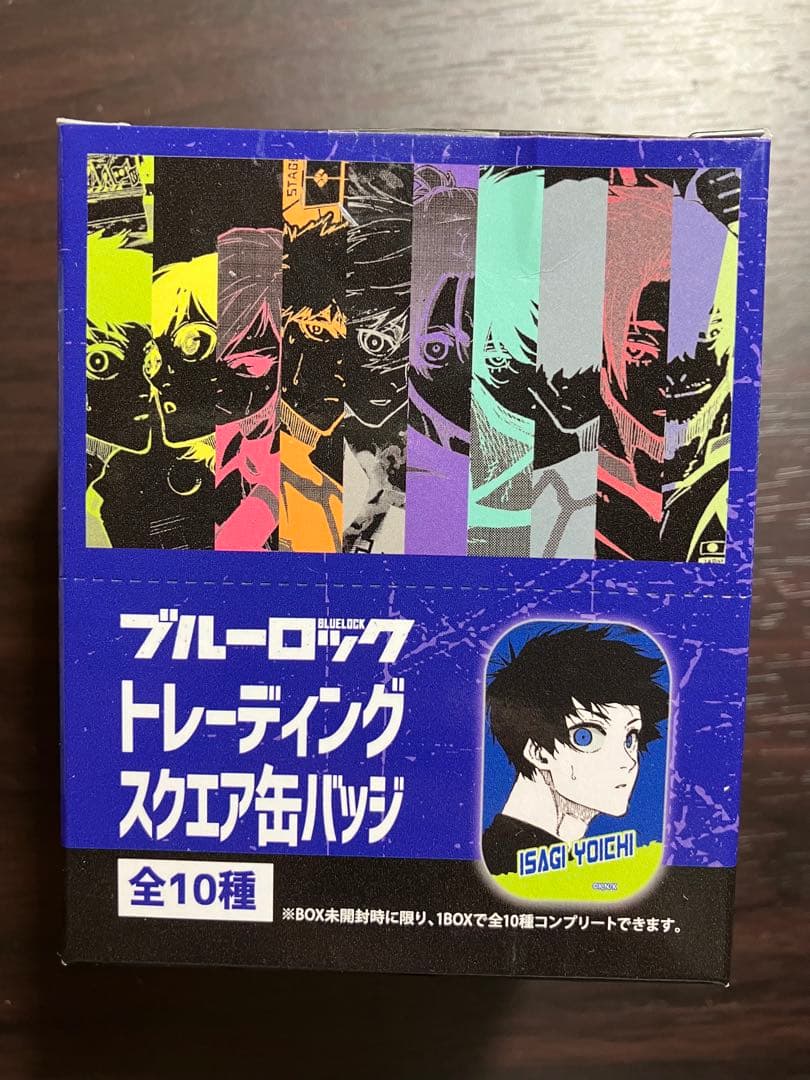 STAG
ブルーロック
BLUELOCK
トレーディング
スクエア缶バッジ
ISAGI YOICHI
全10種
※BOX未開封時に限り、1BOXで全10種コンプリートできます。